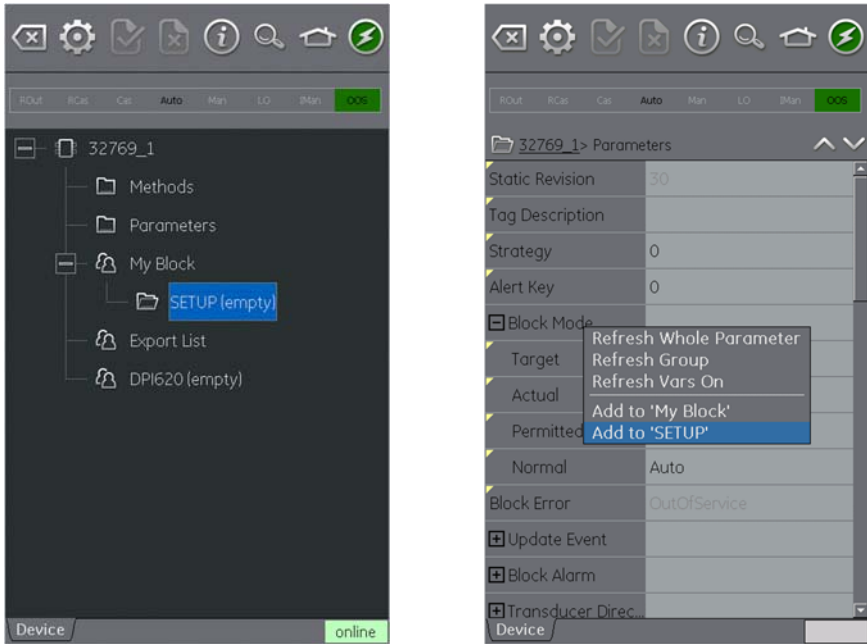 ROut RCas Cas Auto Man LO IMan OOS
32769_1
Methods
Parameters
My Block
SETUP (empty)
Export List
DPI620 (empty)
Device
online
ROut RCas Cas Auto Man LO IMan OOS
32769_1> Parameters
Static Revision 30
Tag Description
Strategy 0
Alert Key 0
Block Mode
Refresh Whole Parameter
Target
Refresh Group
Refresh Vars On
Actual
Add to 'My Block'
Permitted
Add to 'SETUP'
Normal Auto
Block Error OutOfService
Update Event
Block Alarm
Transducer Direc...
Device